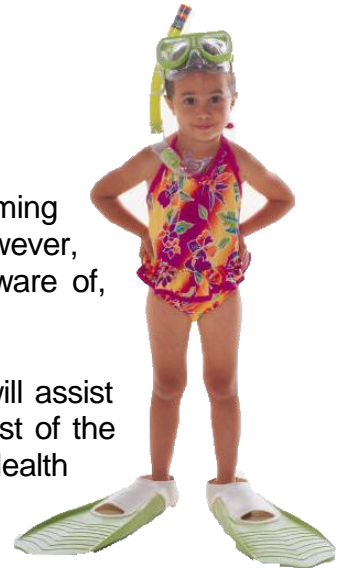 ming
wever,
ware of,
will assist
st of the
Health